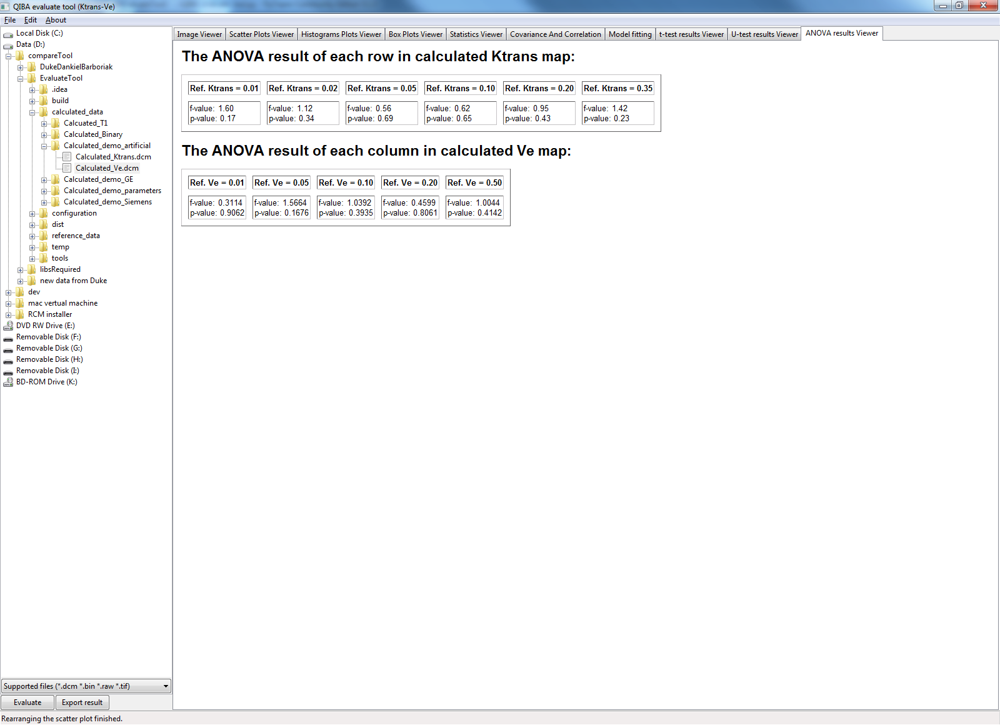 QIBA evaluate tool (Ktrans-Ve)
File Edit About
Local Disk (C:)
Data (D:)
compareTool
DukeDankielBarboriak
EvaluateTool
.idea
build
calculated_data
Calcuated_T1
Calculated_Binary
Calculated_demo_artificial
Calculated_Ktrans.dcm
Calculated_Ve.dcm
Calculated_demo_GE
Calculated_demo_parameters
Calculated_demo_Siemens
configuration
dist
reference_data
temp
tools
libsRequired
new data from Duke
dev
mac vertual machine
RCM installer
DVD RW Drive (E:)
Removable Disk (F:)
Removable Disk (G:)
Removable Disk (H:)
Removable Disk (I:)
BD-ROM Drive (K:)
Supported files (*.dcm *.bin *.raw *.tif)
Evaluate Export result
Image Viewer Scatter Plots Viewer Histograms Plots Viewer Box Plots Viewer Statistics Viewer Covariance And Correlation Model fitting t-test results Viewer U-test results Viewer ANOVA results Viewer
The ANOVA result of each row in calculated Ktrans map:
Ref. Ktrans = 0.01 Ref. Ktrans = 0.02 Ref. Ktrans = 0.05 Ref. Ktrans = 0.10 Ref. Ktrans = 0.20 Ref. Ktrans = 0.35
f-value: 1.60 f-value: 1.12 f-value: 0.56 f-value: 0.62 f-value: 0.95 f-value: 1.42
p-value: 0.17 p-value: 0.34 p-value: 0.69 p-value: 0.65 p-value: 0.43 p-value: 0.23
The ANOVA result of each column in calculated Ve map:
Ref. Ve = 0.01 Ref. Ve = 0.05 Ref. Ve = 0.10 Ref. Ve = 0.20 Ref. Ve = 0.50
f-value: 0.3114 f-value: 1.5664 f-value: 1.0392 f-value: 0.4599 f-value: 1.0044
p-value: 0.9062 p-value: 0.1676 p-value: 0.3935 p-value: 0.8061 p-value: 0.4142
Rearranging the scatter plot finished.